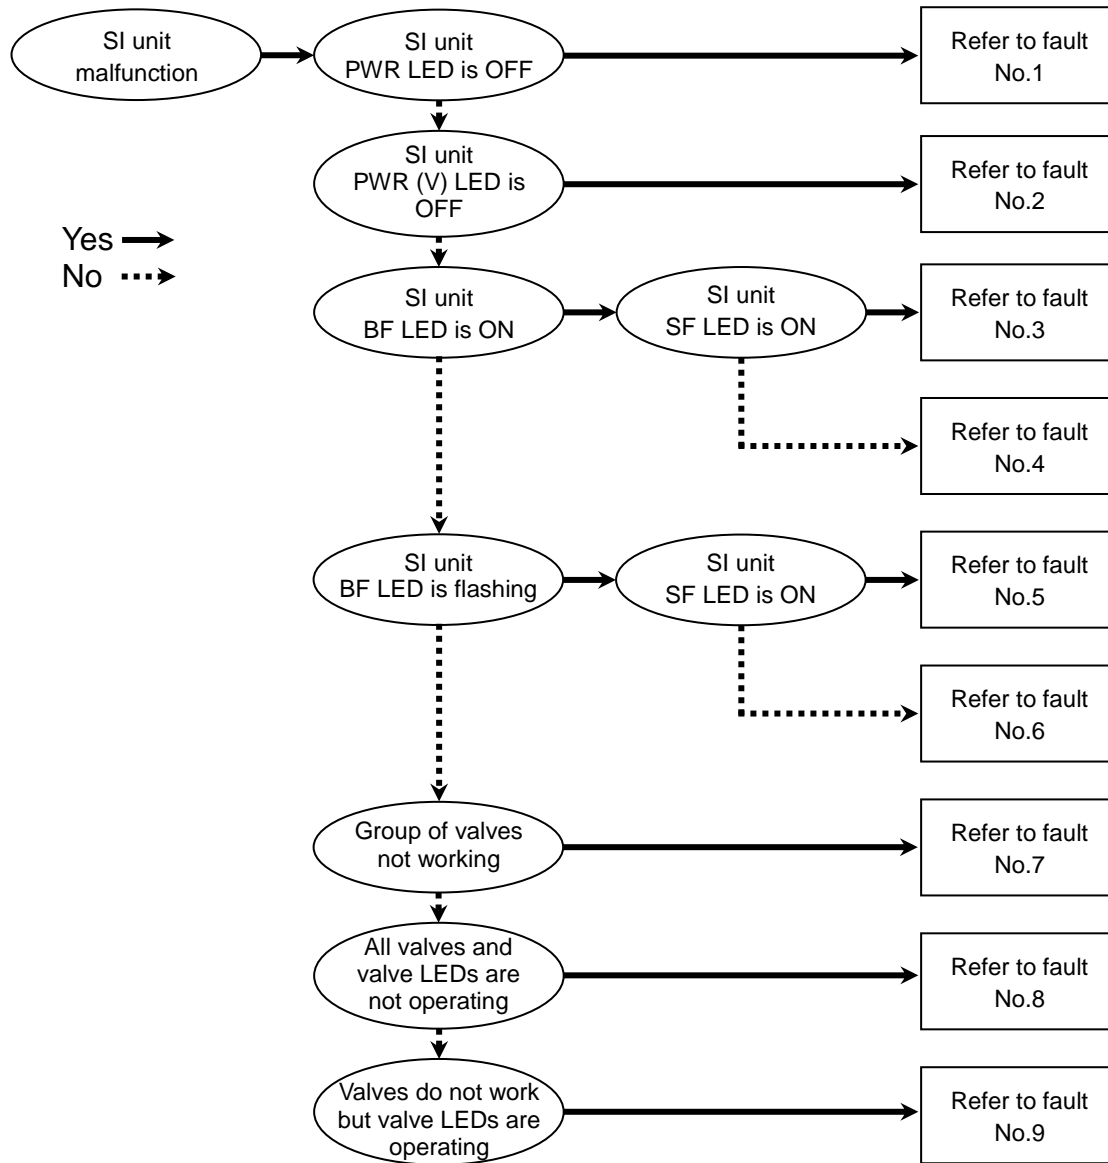 SI unit
malfunction
SI unit
PWR LED is OFF
Refer to fault
No.1
SI unit
PWR (V) LED is
OFF
Refer to fault
No.2
Yes
No
SI unit
BF LED is ON
SI unit
SF LED is ON
Refer to fault
No.3
Refer to fault
No.4
SI unit
BF LED is flashing
SI unit
SF LED is ON
Refer to fault
No.5
Refer to fault
No.6
Group of valves
not working
Refer to fault
No.7
All valves and
valve LEDs are
not operating
Refer to fault
No.8
Valves do not work
but valve LEDs are
operating
Refer to fault
No.9